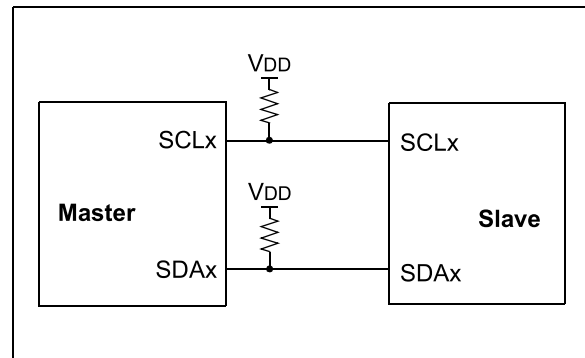 VDD
SCLx
SCLx
VDD
Master
Slave
SDAx
SDAx